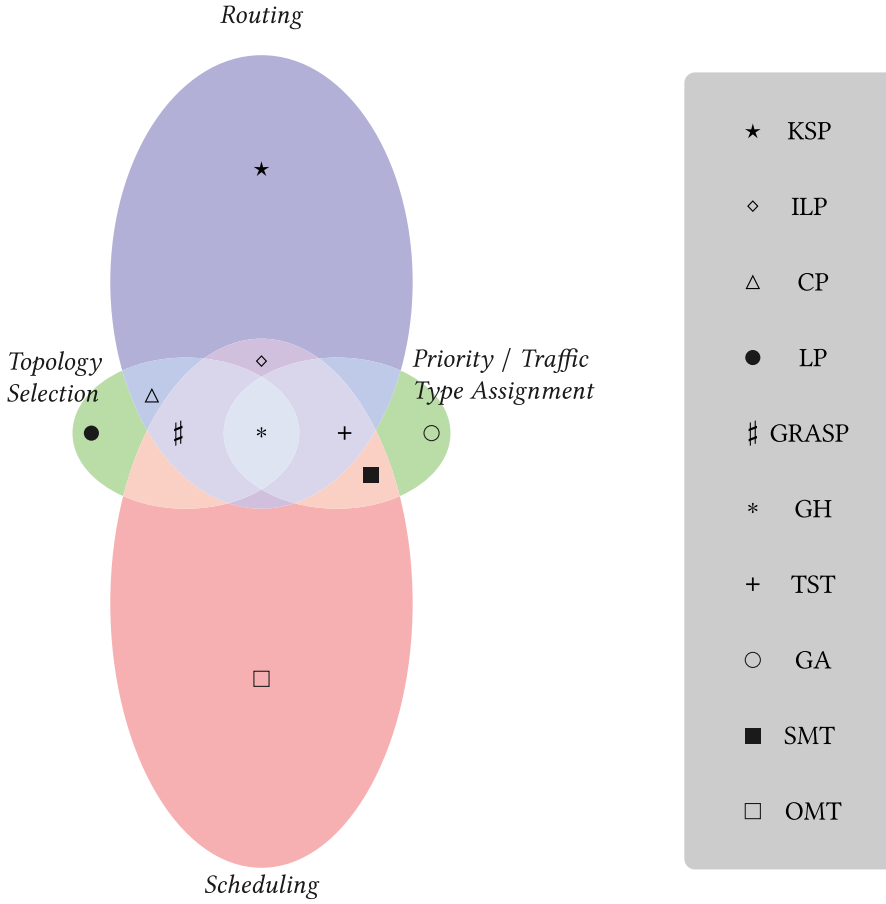 Routing
Topology
Selection
Priority / Traffic
Type Assignment
Scheduling
★ KSP
◇ ILP
△ CP
● LP
♯ GRASP
* GH
+ TST
○ GA
■ SMT
□ OMT